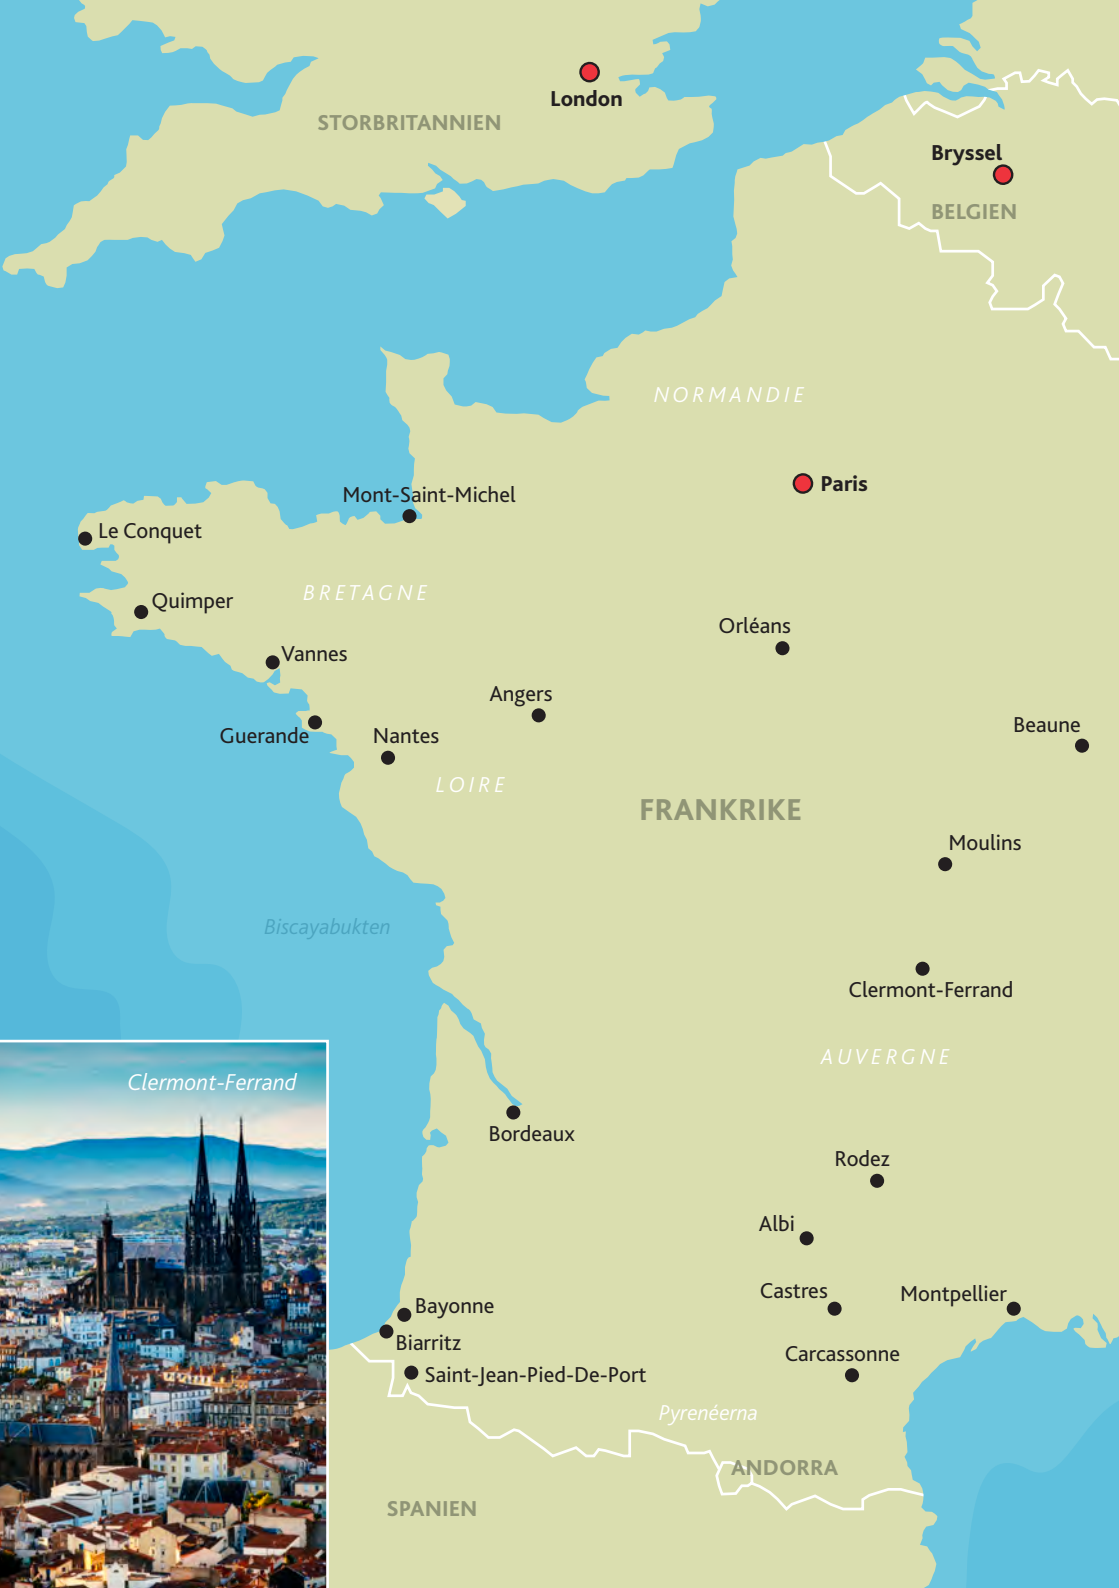 London
STORBRITANNIEN
Bryssel
BELGIEN
NORMANDIE
Paris
Mont-Saint-Michel
Le Conquet
BRETAGNE
Quimper
Orléans
Vannes
Angers
Beaune
Guerande
Nantes
LOIRE
FRANKRIKE
Moulins
Biscayabukten
Clermont-Ferrand
AUVERGNE
Clermont-Ferrand
Bordeaux
Rodez
Albi
Castres
Montpellier
Bayonne
Biarritz
Carcassonne
Saint-Jean-Pied-De-Port
Pyrenéerna
ANDORRA
SPANIEN